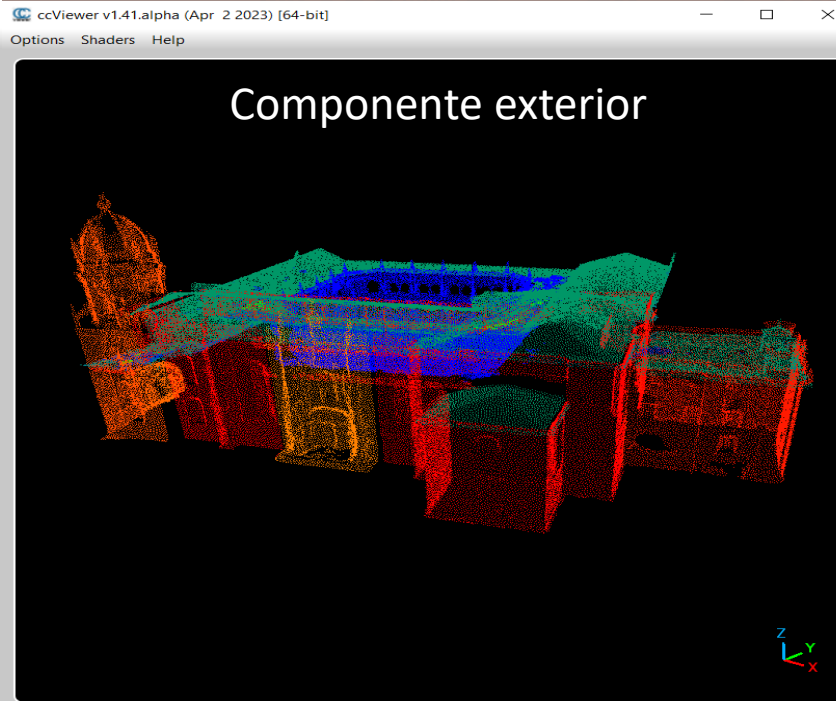 ccViewer v1.41.alpha (Apr 2 2023) [64-bit]
Options Shaders Help
Componente exterior
Z
Y
X